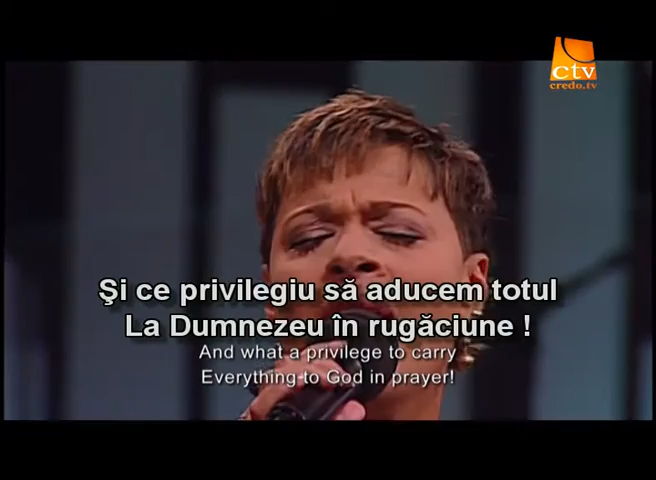 ctv
credo.tv
Şi ce privilegiu să aducem totul
La Dumnezeu în rugăciune !
And what a privilege to carry
Everything to God in prayer!